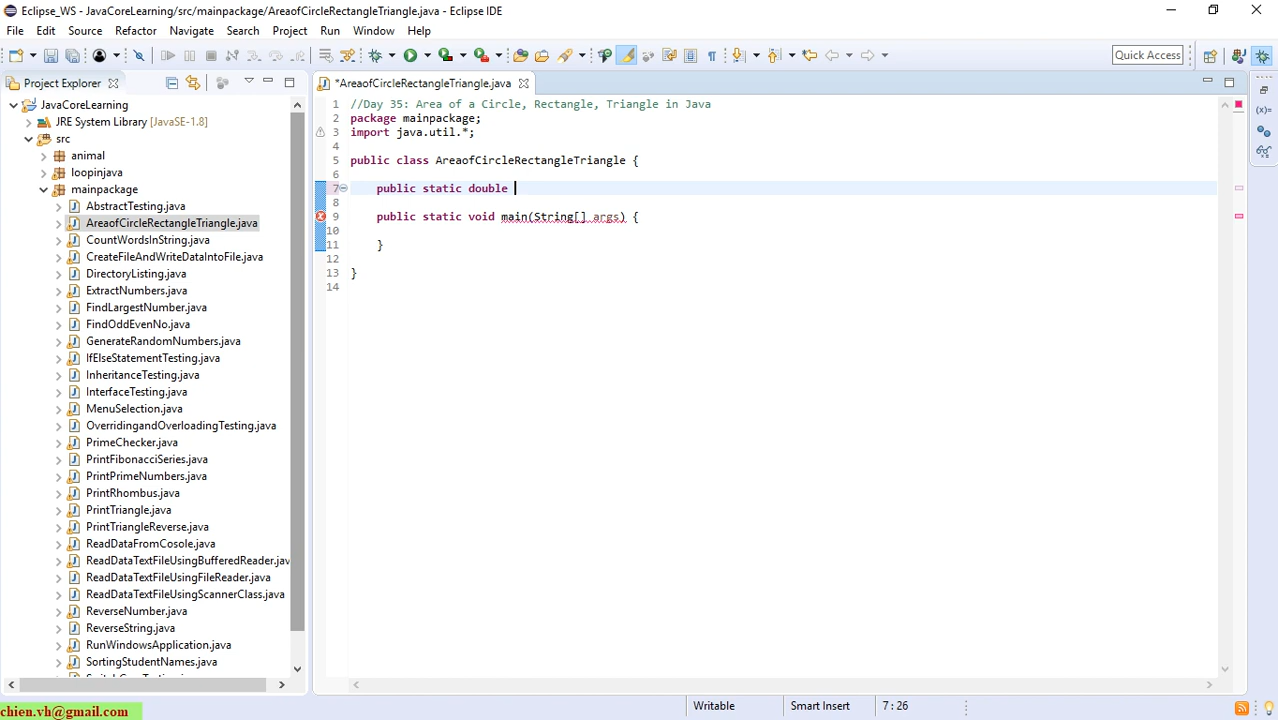 Eclipse_WS - JavaCoreLearning/src/mainpackage/AreaofCircleRectangleTriangle.java - Eclipse IDE
File Edit Source Refactor Navigate Search Project Run Window Help
Quick Access
Project Explorer
*AreaofCircleRectangleTriangle.java
JavaCoreLearning
JRE System Library [JavaSE-1.8]
src
animal
loopinjava
mainpackage
AbstractTesting.java
AreaofCircleRectangleTriangle.java
CountWordsInString.java
CreateFileAndWriteDataIntoFile.java
DirectoryListing.java
ExtractNumbers.java
FindLargestNumber.java
FindOddEvenNo.java
GenerateRandomNumbers.java
IfElseStatementTesting.java
InheritanceTesting.java
InterfaceTesting.java
MenuSelection.java
OverridingandOverloadingTesting.java
PrimeChecker.java
PrintFibonacciSeries.java
PrintPrimeNumbers.java
PrintRhombus.java
PrintTriangle.java
PrintTriangleReverse.java
ReadDataFromCosole.java
ReadDataTextFileUsingBufferedReader.jav
ReadDataTextFileUsingFileReader.java
ReadDataTextFileUsingScannerClass.java
ReverseNumber.java
ReverseString.java
RunWindowsApplication.java
SortingStudentNames.java
1 //Day 35: Area of a Circle, Rectangle, Triangle in Java
2 package mainpackage;
3 import java.util.*;
4
5 public class AreaofCircleRectangleTriangle {
6
7 public static double
8
9 public static void main(String[] args) {
10
11 }
12
13 }
14
Writable Smart Insert 7 : 26
chien.vh@gmail.com